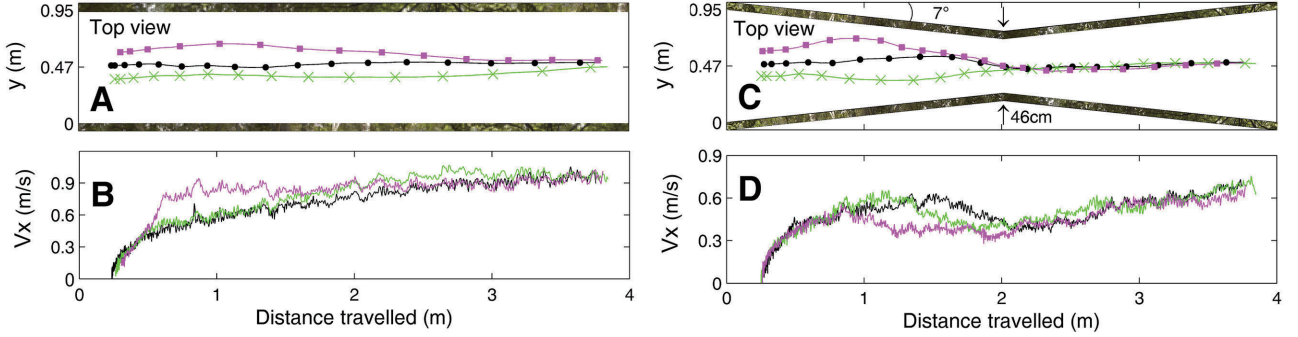 0.95
Top view
y (m)
0.47
A
0
B
Vx (m/s)
0.9
0.6
0.3
0
0 1 2 3 4
Distance travelled (m)
0.95
7°
Top view
y (m)
0.47
C
0
46cm
0.9
D
Vx (m/s)
0.6
0.3
0
0 1 2 3 4
Distance travelled (m)